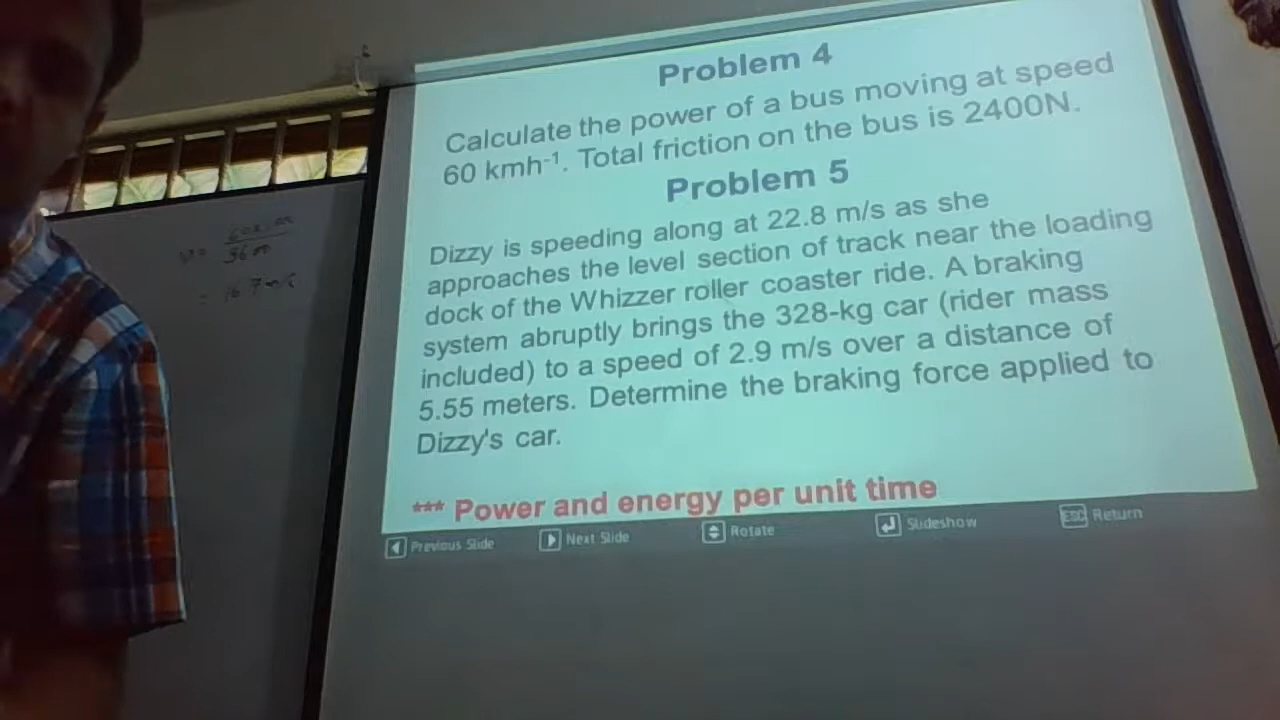 Problem 4
Calculate the power of a bus moving at speed
60 kmh⁻¹. Total friction on the bus is 2400N.
Problem 5
Dizzy is speeding along at 22.8 m/s as she
approaches the level section of track near the loading
dock of the Whizzer roller coaster ride. A braking
system abruptly brings the 328-kg car (rider mass
included) to a speed of 2.9 m/s over a distance of
5.55 meters. Determine the braking force applied to
Dizzy's car.
*** Power and energy per unit time
Previous Slide Next Slide Rotate Slideshow ESC Return
3600
= 16.7 m/s